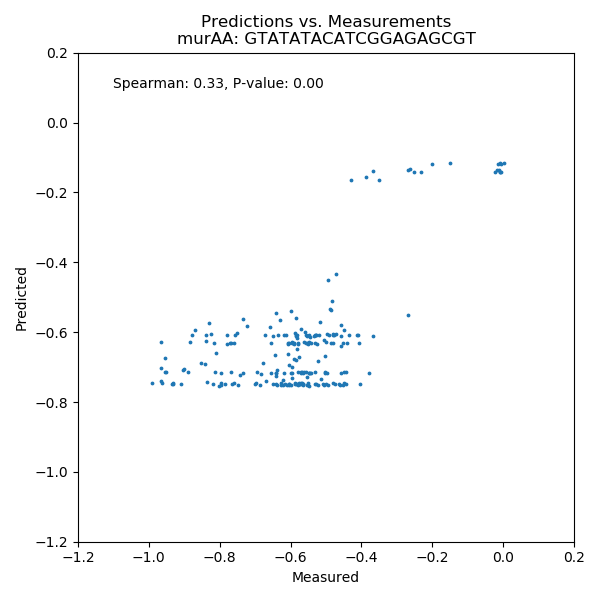 Predictions vs. Measurements
murAA: GTATATACATCGGAGAGCGT
Spearman: 0.33, P-value: 0.00
Predicted
0.2
0.0
−0.2
−0.4
−0.6
−0.8
−1.0
−1.2
−1.2 −1.0 −0.8 −0.6 −0.4 −0.2 0.0 0.2
Measured